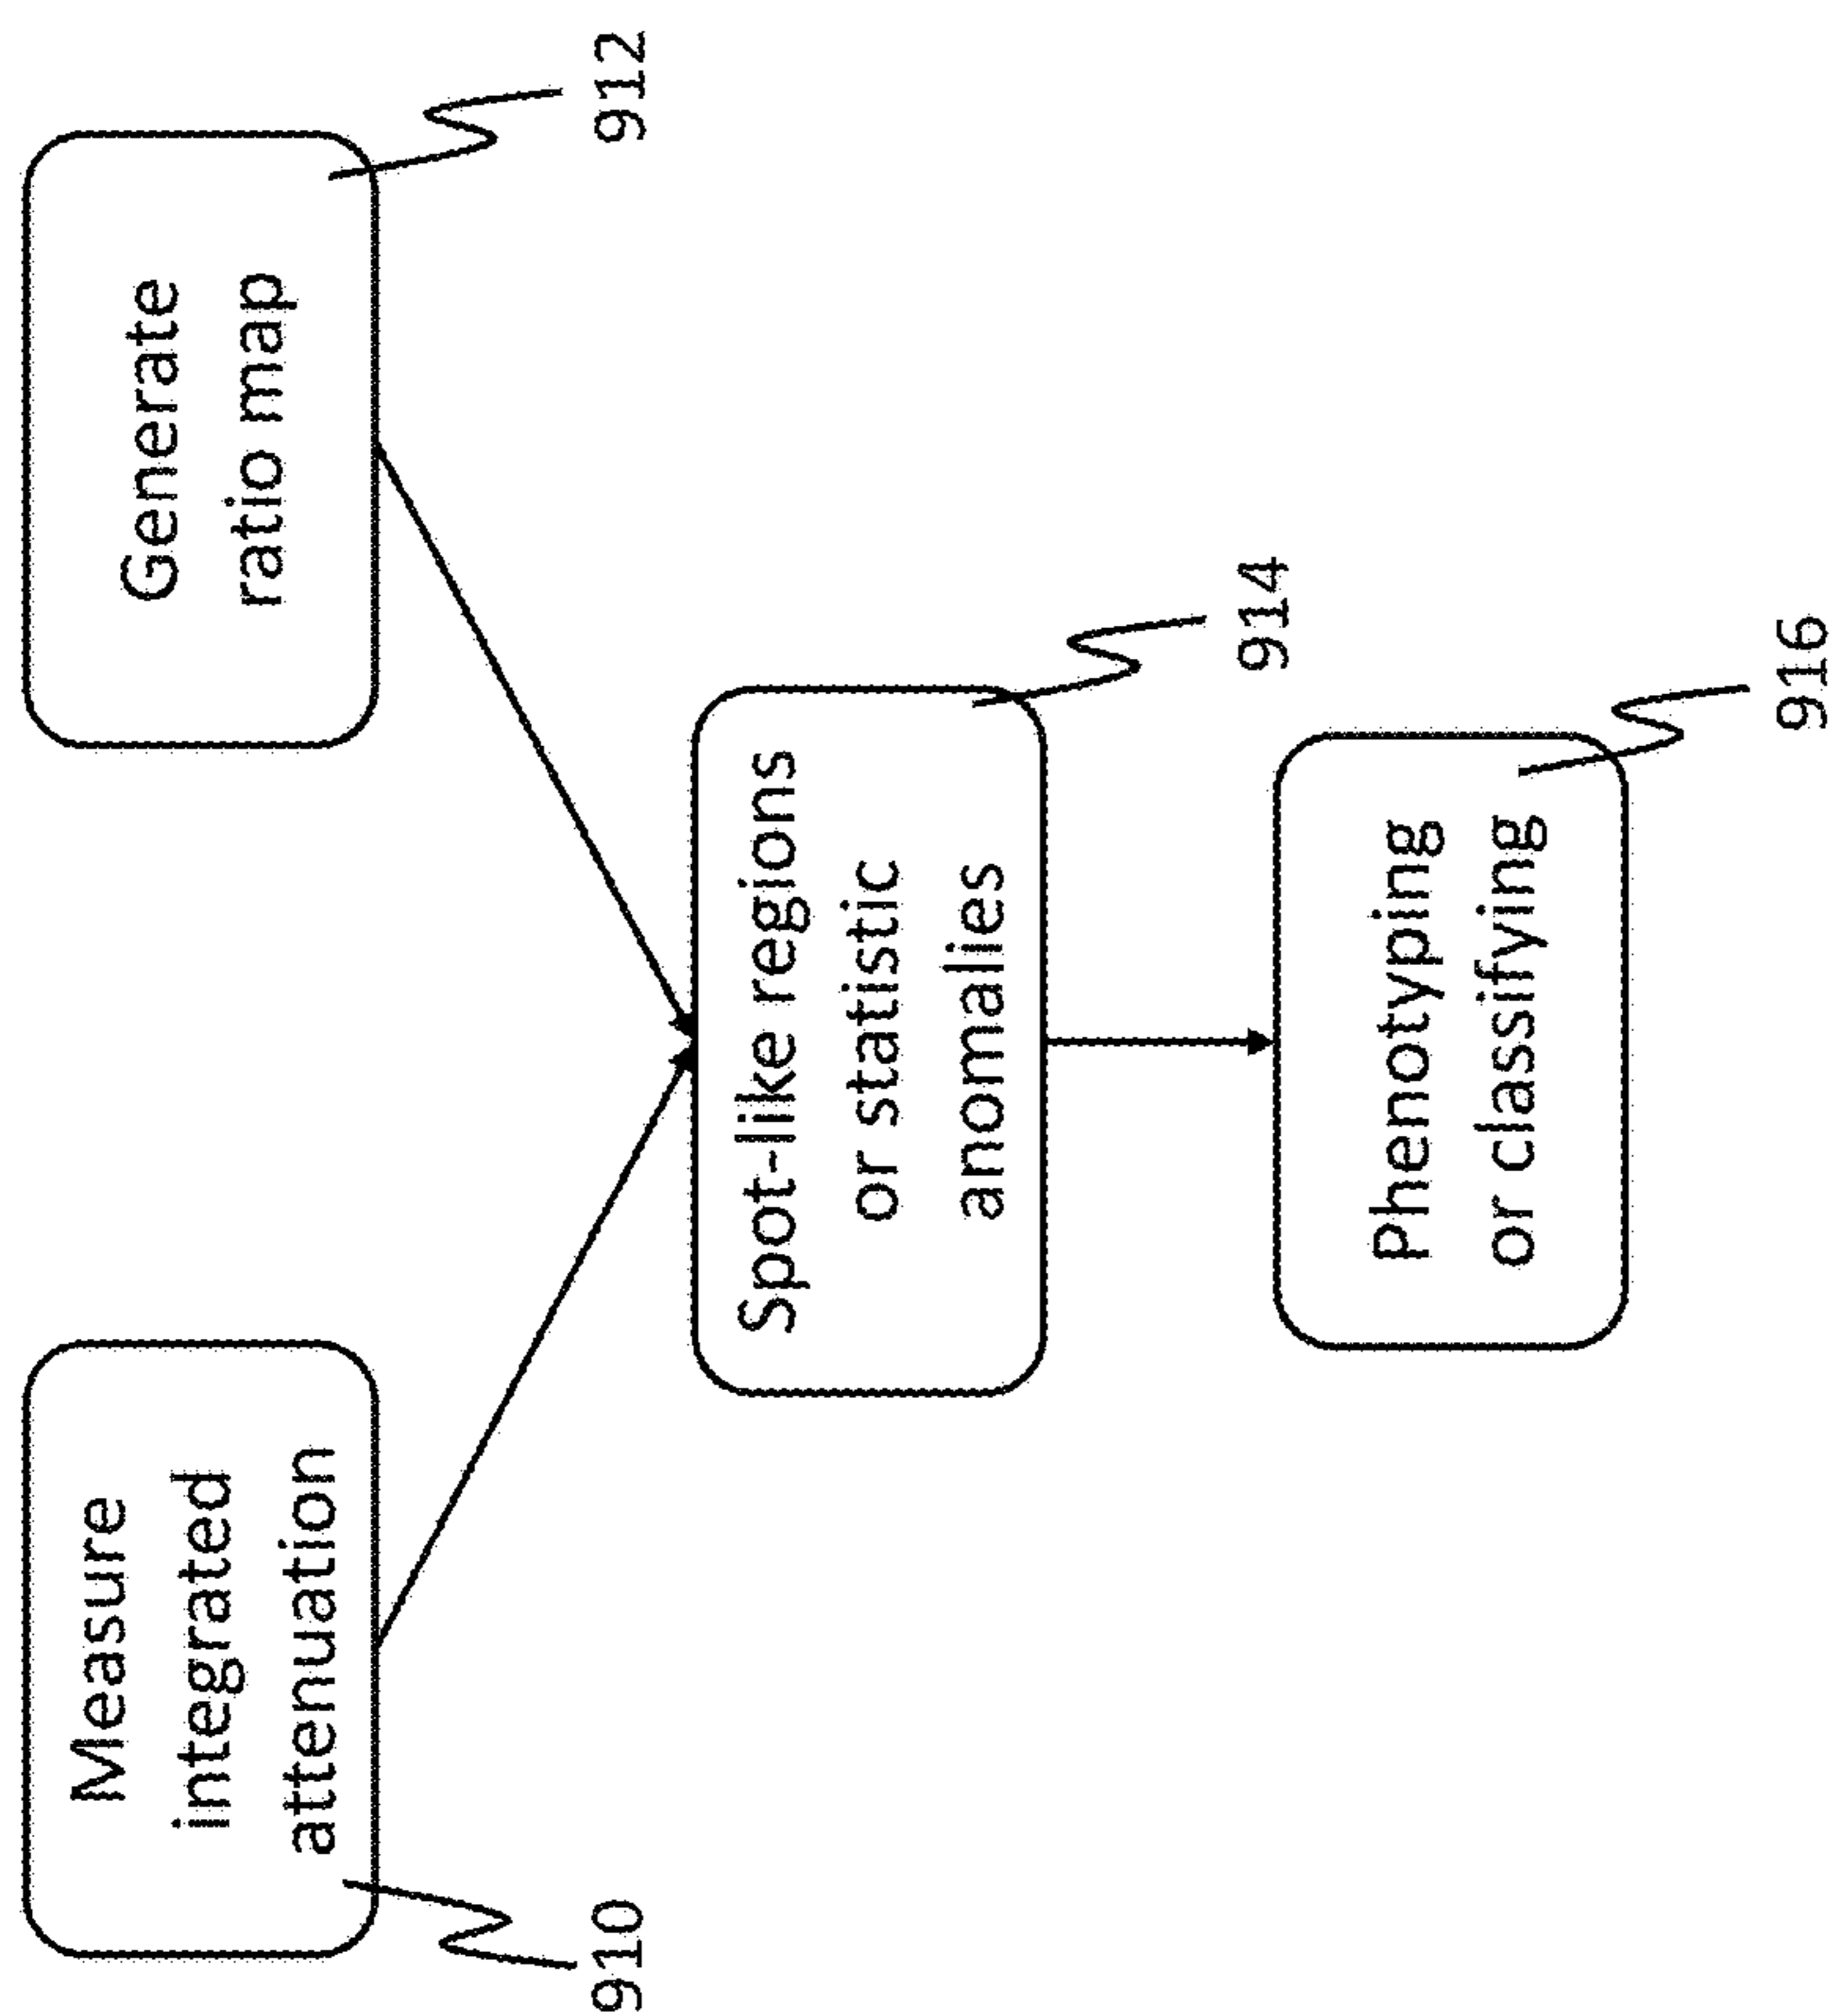 Measure
integrated
attenuation
910
Generate
ratio map
912
Spot-like regions
or statistic
anomalies
914
Phenotyping
or classifying
916